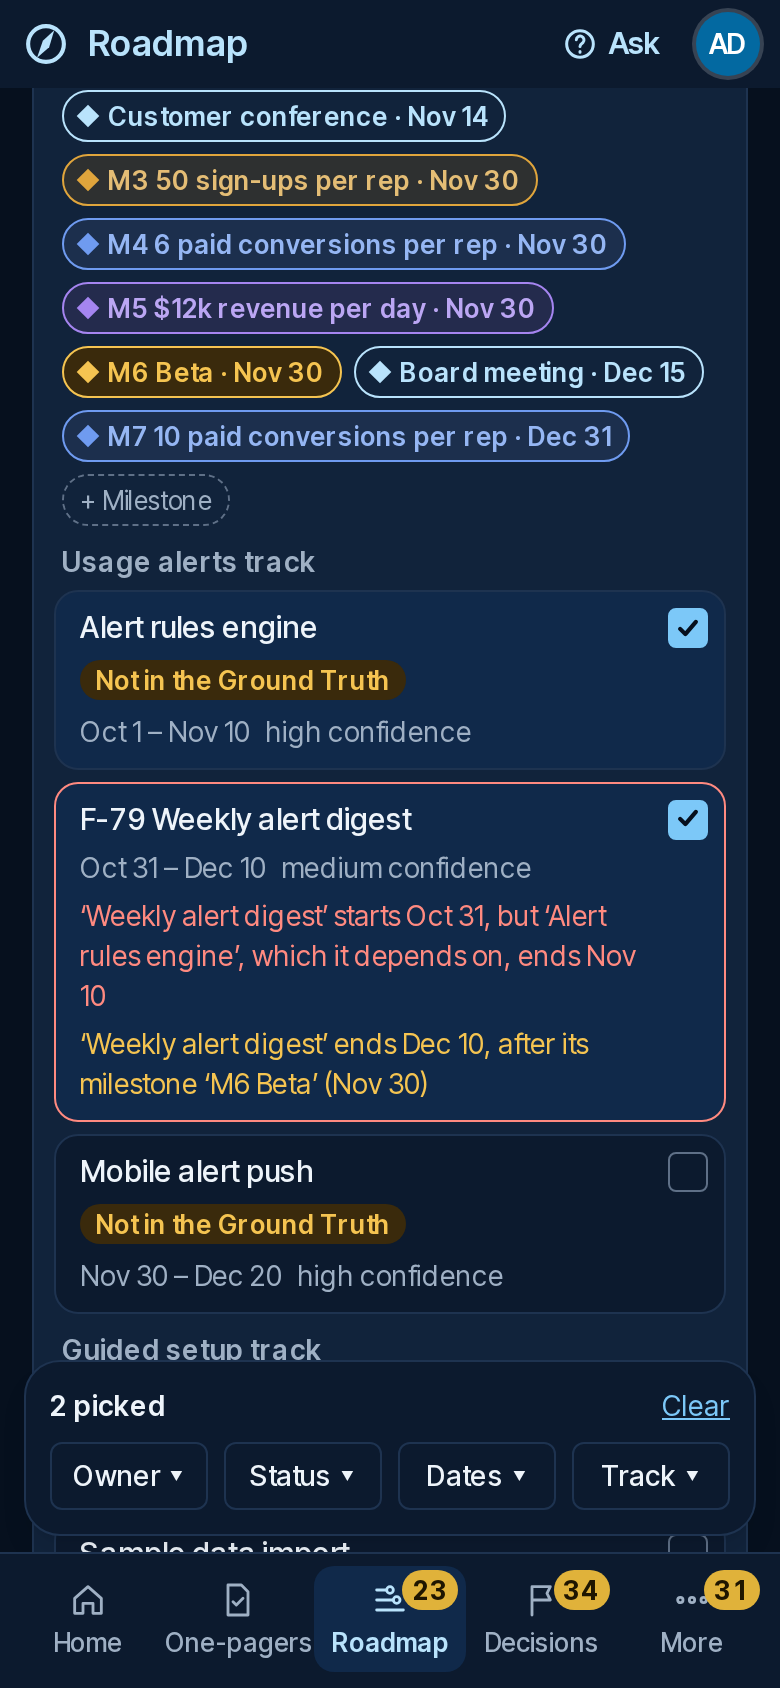 Roadmap
Ask
AD
Customer conference · Nov 14
M3 50 sign-ups per rep · Nov 30
M4 6 paid conversions per rep · Nov 30
M5 $12k revenue per day · Nov 30
M6 Beta · Nov 30
Board meeting · Dec 15
M7 10 paid conversions per rep · Dec 31
+ Milestone
Usage alerts track
Alert rules engine
Not in the Ground Truth
Oct 1 – Nov 10 high confidence
F-79 Weekly alert digest
Oct 31 – Dec 10 medium confidence
‘Weekly alert digest’ starts Oct 31, but ‘Alert
rules engine’, which it depends on, ends Nov
10
‘Weekly alert digest’ ends Dec 10, after its
milestone ‘M6 Beta’ (Nov 30)
Mobile alert push
Not in the Ground Truth
Nov 30 – Dec 20 high confidence
Guided setup track
2 picked
Clear
Owner
Status
Dates
Track
Sample data import
23
34
31
Home
One-pagers
Roadmap
Decisions
More